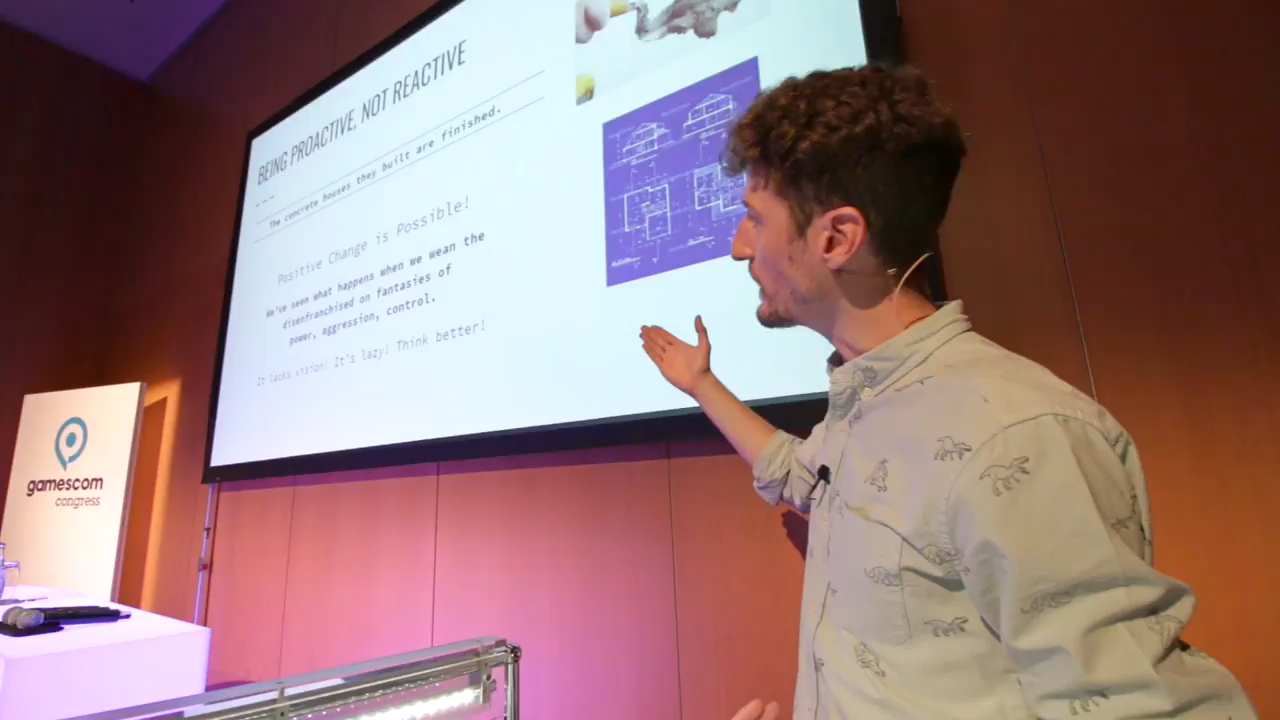 BEING PROACTIVE, NOT REACTIVE
The concrete houses they built are finished.
Positive Change is Possible!
We've seen what happens when we wean the
disenfranchised on fantasies of
power, aggression, control.
It lacks vision! It's lazy! Think better!
gamescom
congress